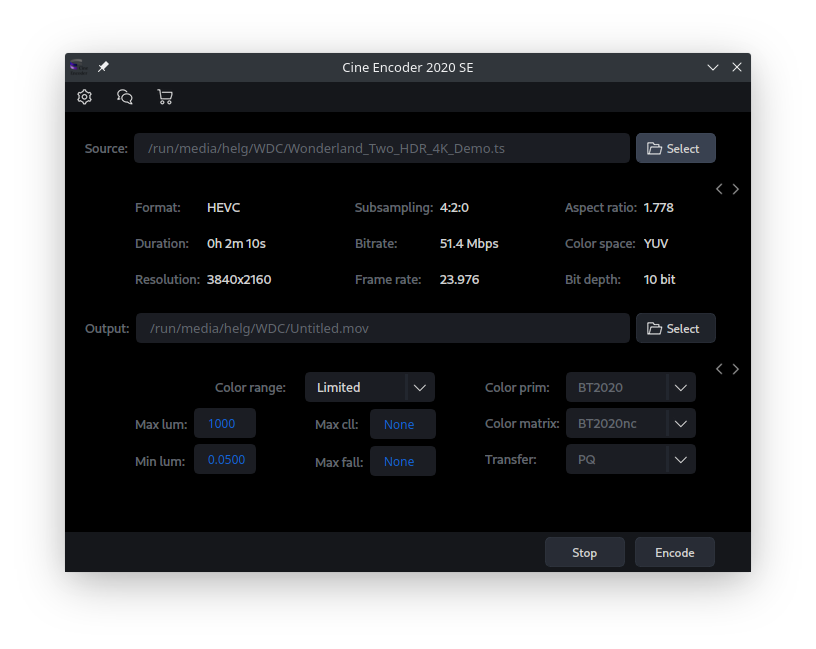 Cine Encoder 2020 SE
Source: /run/media/helg/WDC/Wonderland_Two_HDR_4K_Demo.ts Select
Format: HEVC Subsampling: 4:2:0 Aspect ratio: 1.778
Duration: 0h 2m 10s Bitrate: 51.4 Mbps Color space: YUV
Resolution: 3840x2160 Frame rate: 23.976 Bit depth: 10 bit
Output: /run/media/helg/WDC/Untitled.mov Select
Color range: Limited Color prim: BT2020
Max lum: 1000 Max cll: None Color matrix: BT2020nc
Min lum: 0.0500 Max fall: None Transfer: PQ
Stop Encode